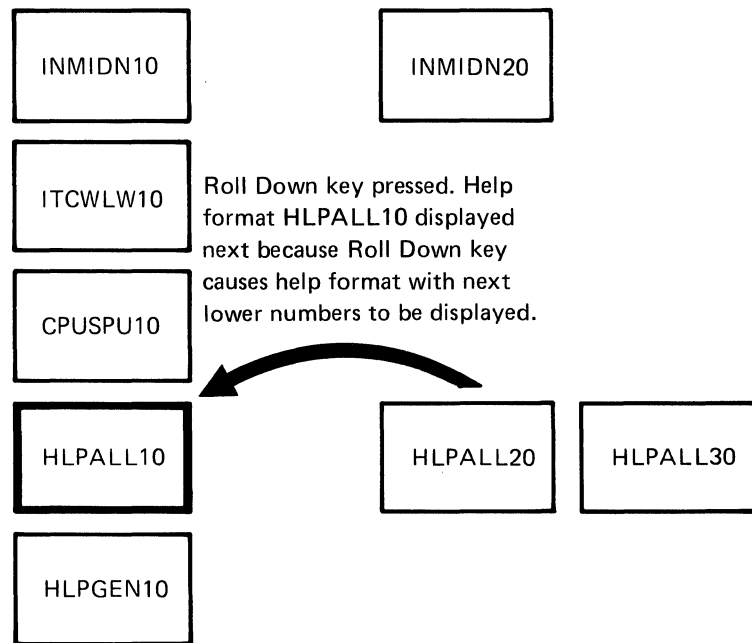 INMIDN10
INMIDN20
ITCWLW10
Roll Down key pressed. Help
format HLPALL10 displayed
next because Roll Down key
causes help format with next
lower numbers to be displayed.
CPUSPU10
HLPALL10
HLPALL20
HLPALL30
HLPGEN10